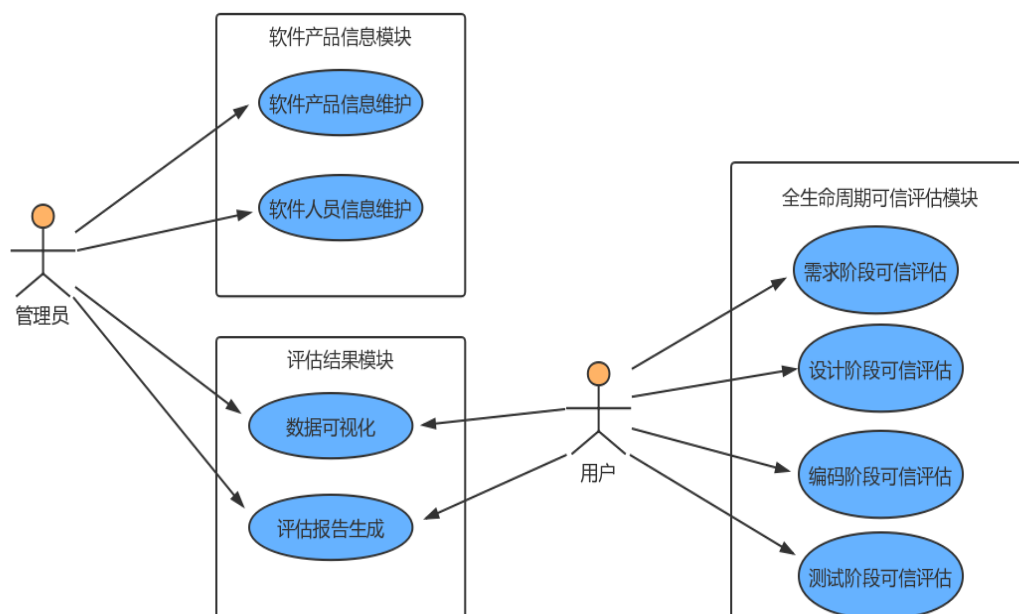 软件产品信息模块
软件产品信息维护
软件人员信息维护
管理员
评估结果模块
数据可视化
评估报告生成
用户
全生命周期可信评估模块
需求阶段可信评估
设计阶段可信评估
编码阶段可信评估
测试阶段可信评估